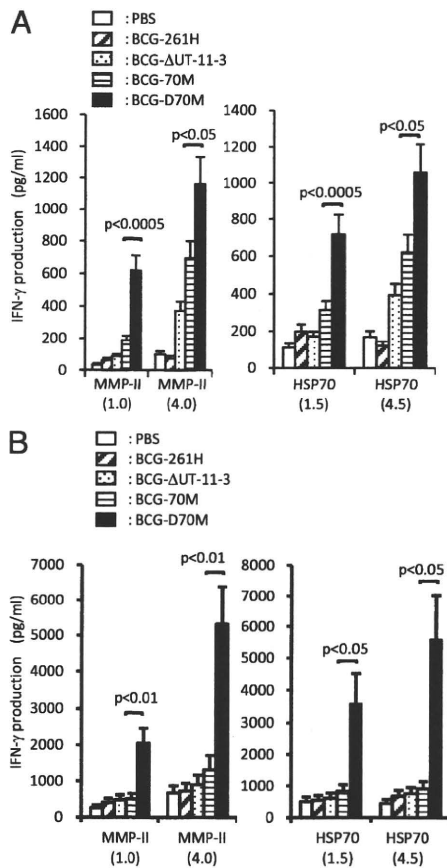 A
: PBS
: BCG-261H
: BCG-ΔUT-11-3
: BCG-70M
: BCG-D70M
IFN-γ production (pg/ml)
1600
1400
1200
1000
800
600
400
200
0
p<0.0005
p<0.05
MMP-II
(1.0)
MMP-II
(4.0)
1400
1200
1000
800
600
400
200
0
p<0.0005
p<0.05
HSP70
(1.5)
HSP70
(4.5)
B
: PBS
: BCG-261H
: BCG-ΔUT-11-3
: BCG-70M
: BCG-D70M
IFN-γ production (pg/ml)
7000
6000
5000
4000
3000
2000
1000
0
p<0.01
p<0.01
MMP-II
(1.0)
MMP-II
(4.0)
8000
7000
6000
5000
4000
3000
2000
1000
0
p<0.05
p<0.05
HSP70
(1.5)
HSP70
(4.5)